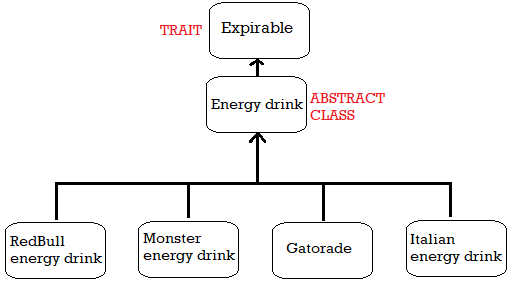 TRAIT
Expirable
Energy drink
ABSTRACT
CLASS
RedBull
energy drink
Monster
energy drink
Gatorade
Italian
energy drink